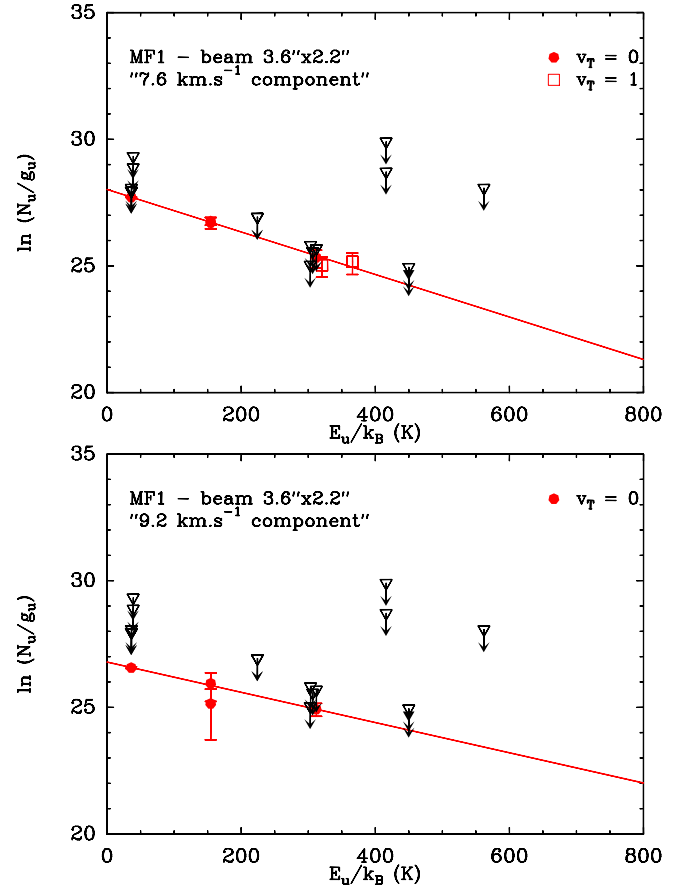 35
MF1 − beam 3.6"x2.2"
"7.6 km.s⁻¹ component"
v_T = 0
v_T = 1
30
ln (N_u/g_u)
25
20
0 200 400 600 800
E_u/k_B (K)
35
MF1 − beam 3.6"x2.2"
"9.2 km.s⁻¹ component"
v_T = 0
30
ln (N_u/g_u)
25
20
0 200 400 600 800
E_u/k_B (K)